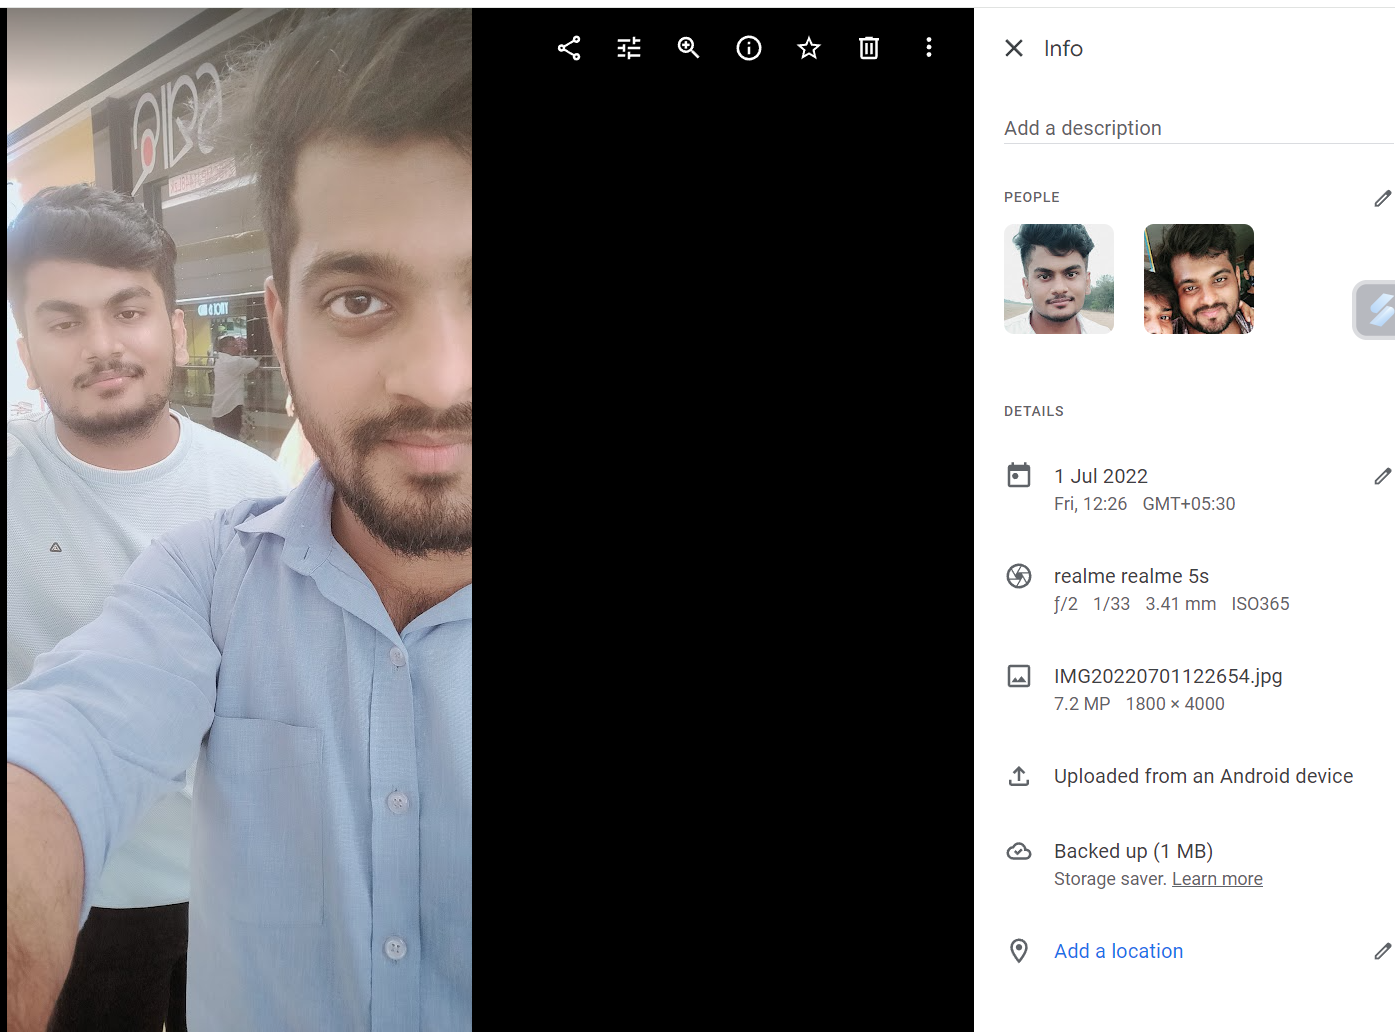 Info
Add a description
PEOPLE
DETAILS
1 Jul 2022
Fri, 12:26 GMT+05:30
realme realme 5s
ƒ/2 1/33 3.41 mm ISO365
IMG20220701122654.jpg
7.2 MP 1800 × 4000
Uploaded from an Android device
Backed up (1 MB)
Storage saver. Learn more
Add a location